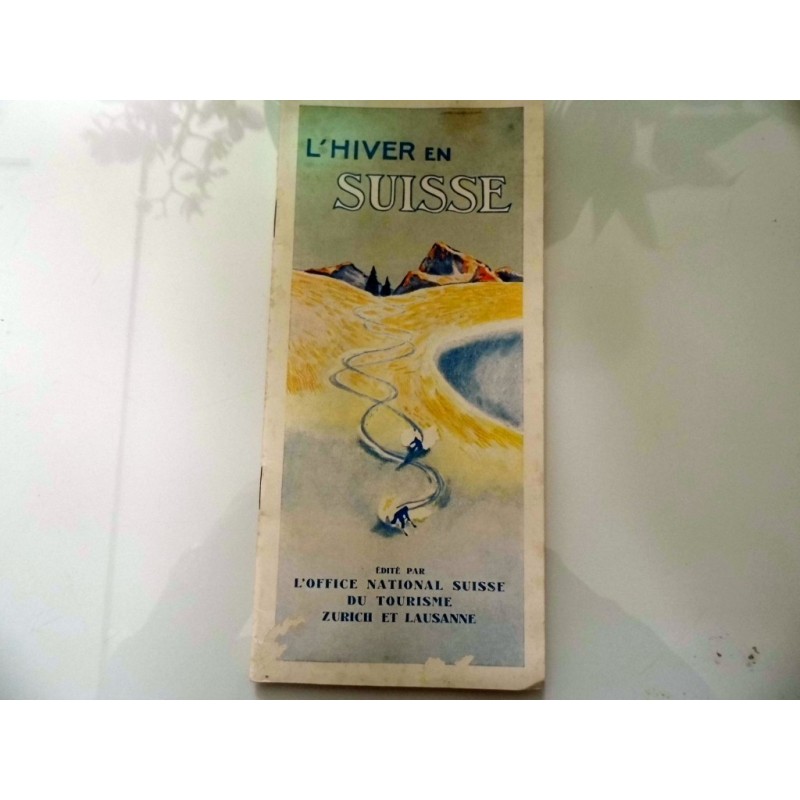 L'HIVER EN
SUISSE
ÉDITÉ PAR
L'OFFICE NATIONAL SUISSE
DU TOURISME
ZURICH ET LAUSANNE